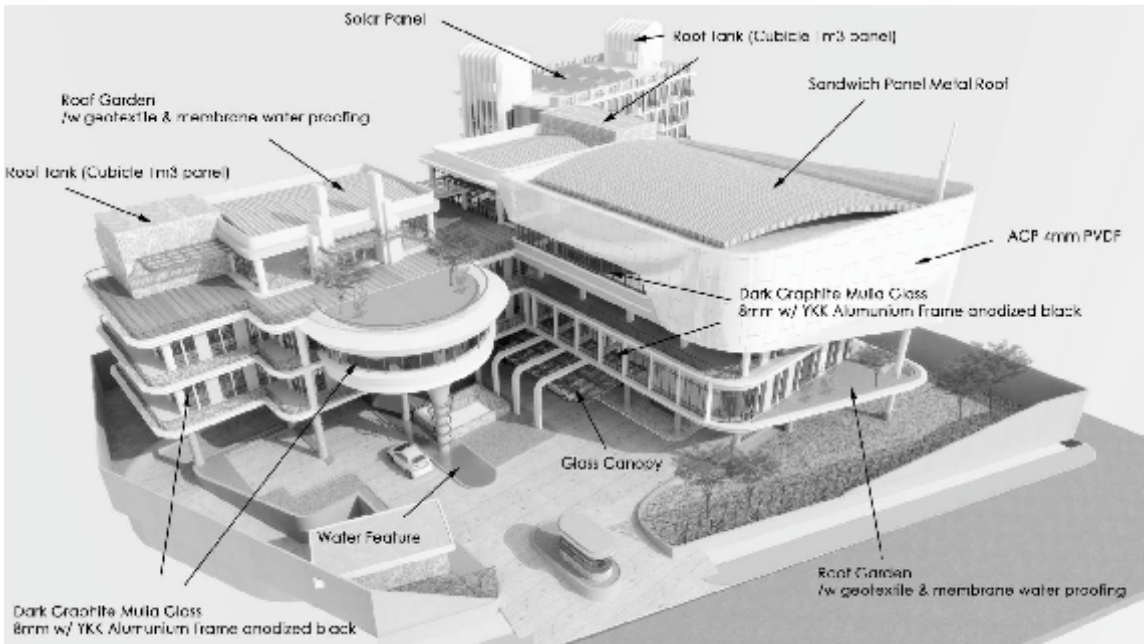 Solar Panel
Roof Tank (Cubicle 1m3 panel)
Sandwich Panel Metal Roof
Roof Garden
/w geotextile & membrane water proofing
Roof Tank (Cubicle 1m3 panel)
ACP 4mm PVDF
Dark Graphite Mulia Glass
8mm w/ YKK Alumunium Frame anodized black
Glass Canopy
Water Feature
Roof Garden
/w geotextile & membrane water proofing
Dark Graphite Mulia Glass
8mm w/ YKK Alumunium Frame anodized black